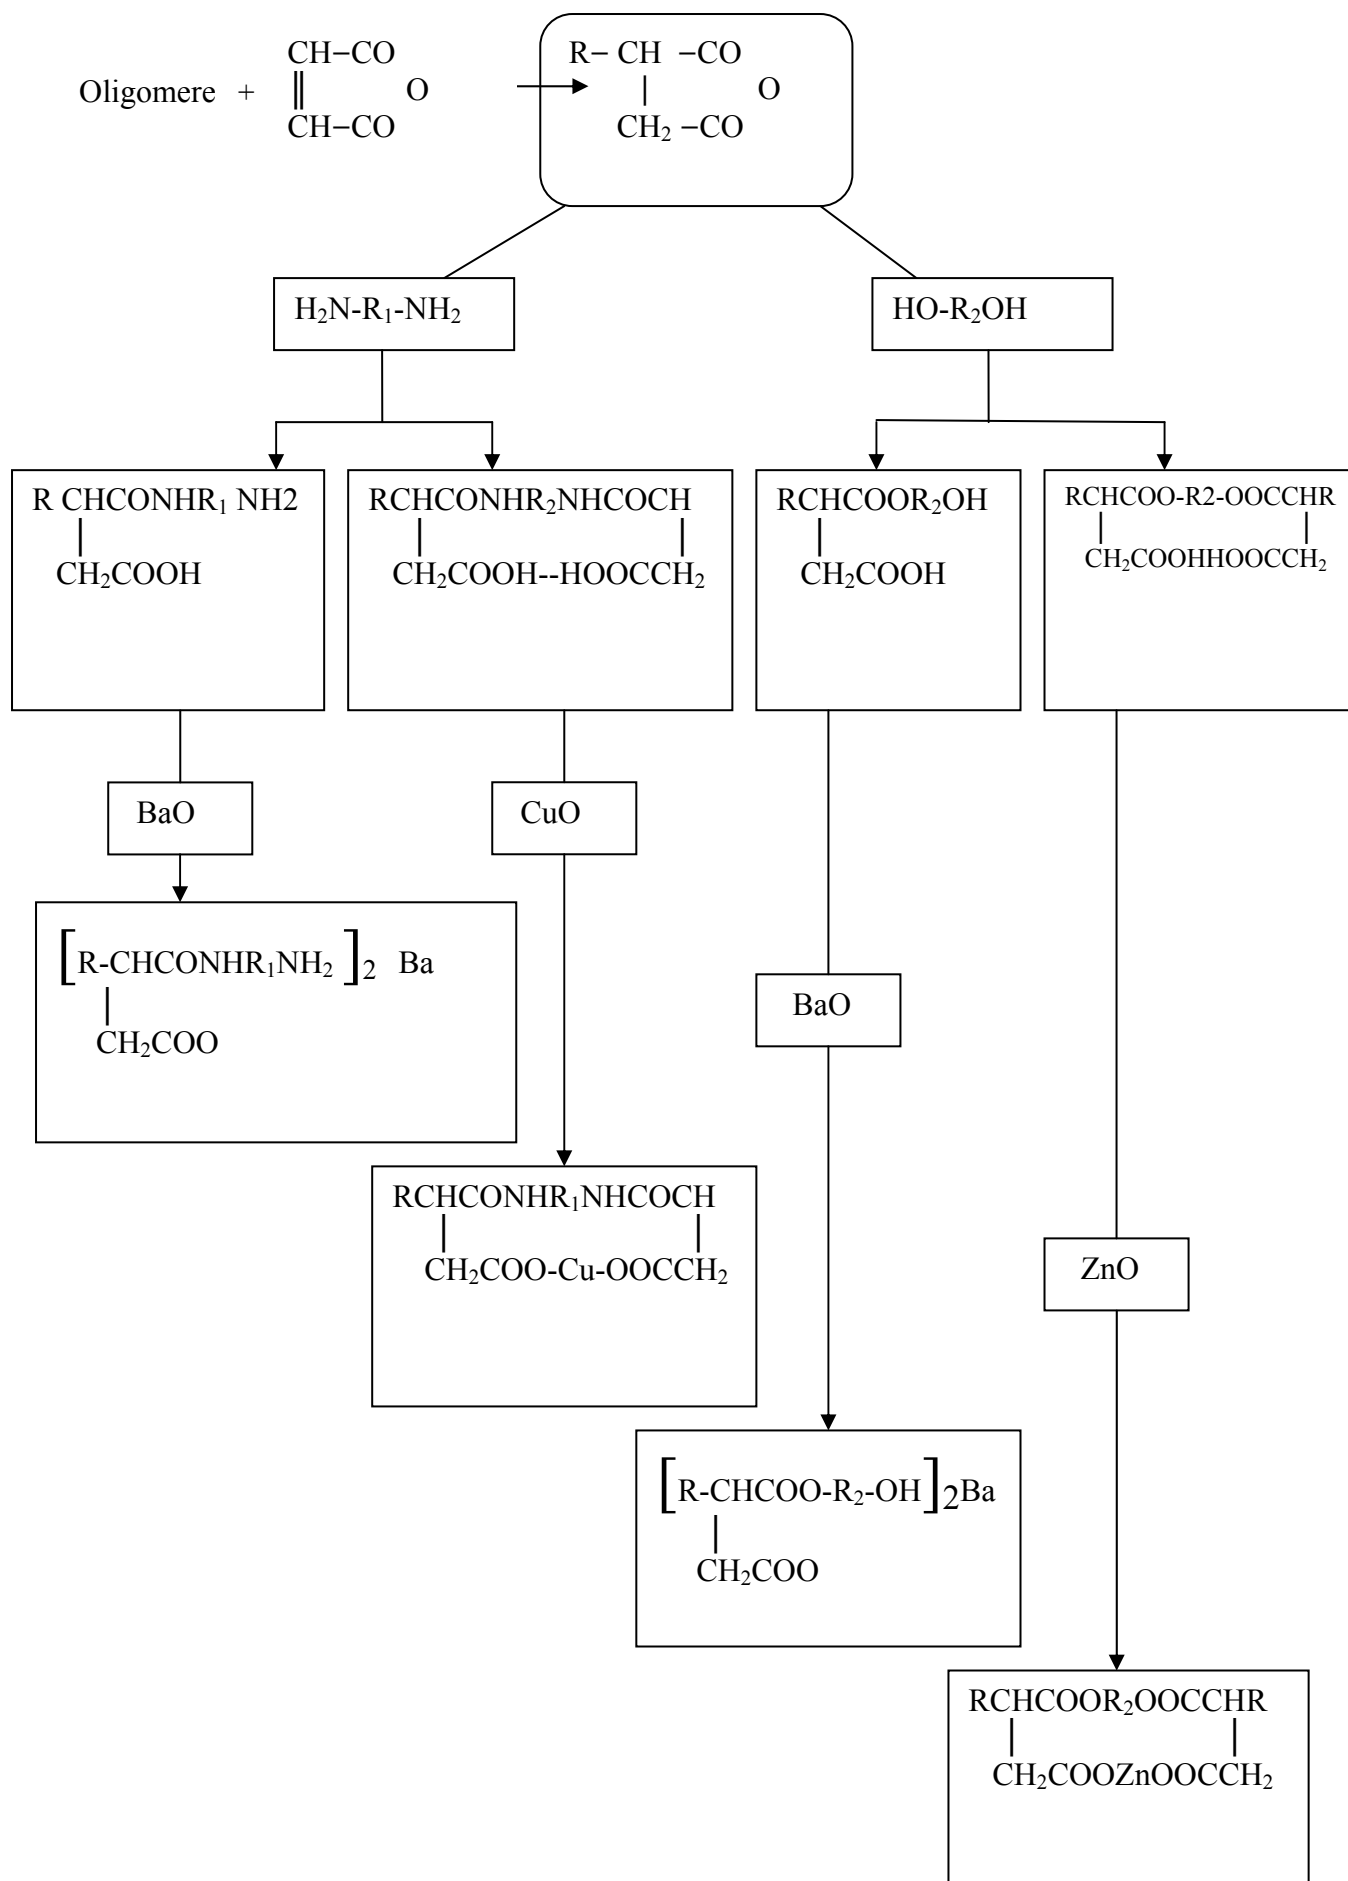 CH–CO R– CH –CO
Oligomere + O O
CH–CO CH₂ –CO
H₂N-R₁-NH₂ HO-R₂OH
R CHCONHR₁ NH2 RCHCONHR₂NHCOCH RCHCOOR₂OH RCHCOO-R2-OOCCHR
CH₂COOH CH₂COOH--HOOCCH₂ CH₂COOH CH₂COOHHOOCCH₂
BaO CuO
[R-CHCONHR₁NH₂ ]₂ Ba
CH₂COO
BaO
RCHCONHR₁NHCOCH
CH₂COO-Cu-OOCCH₂
ZnO
[R-CHCOO-R₂-OH]₂Ba
CH₂COO
RCHCOOR₂OOCCHR
CH₂COOZnOOCCH₂